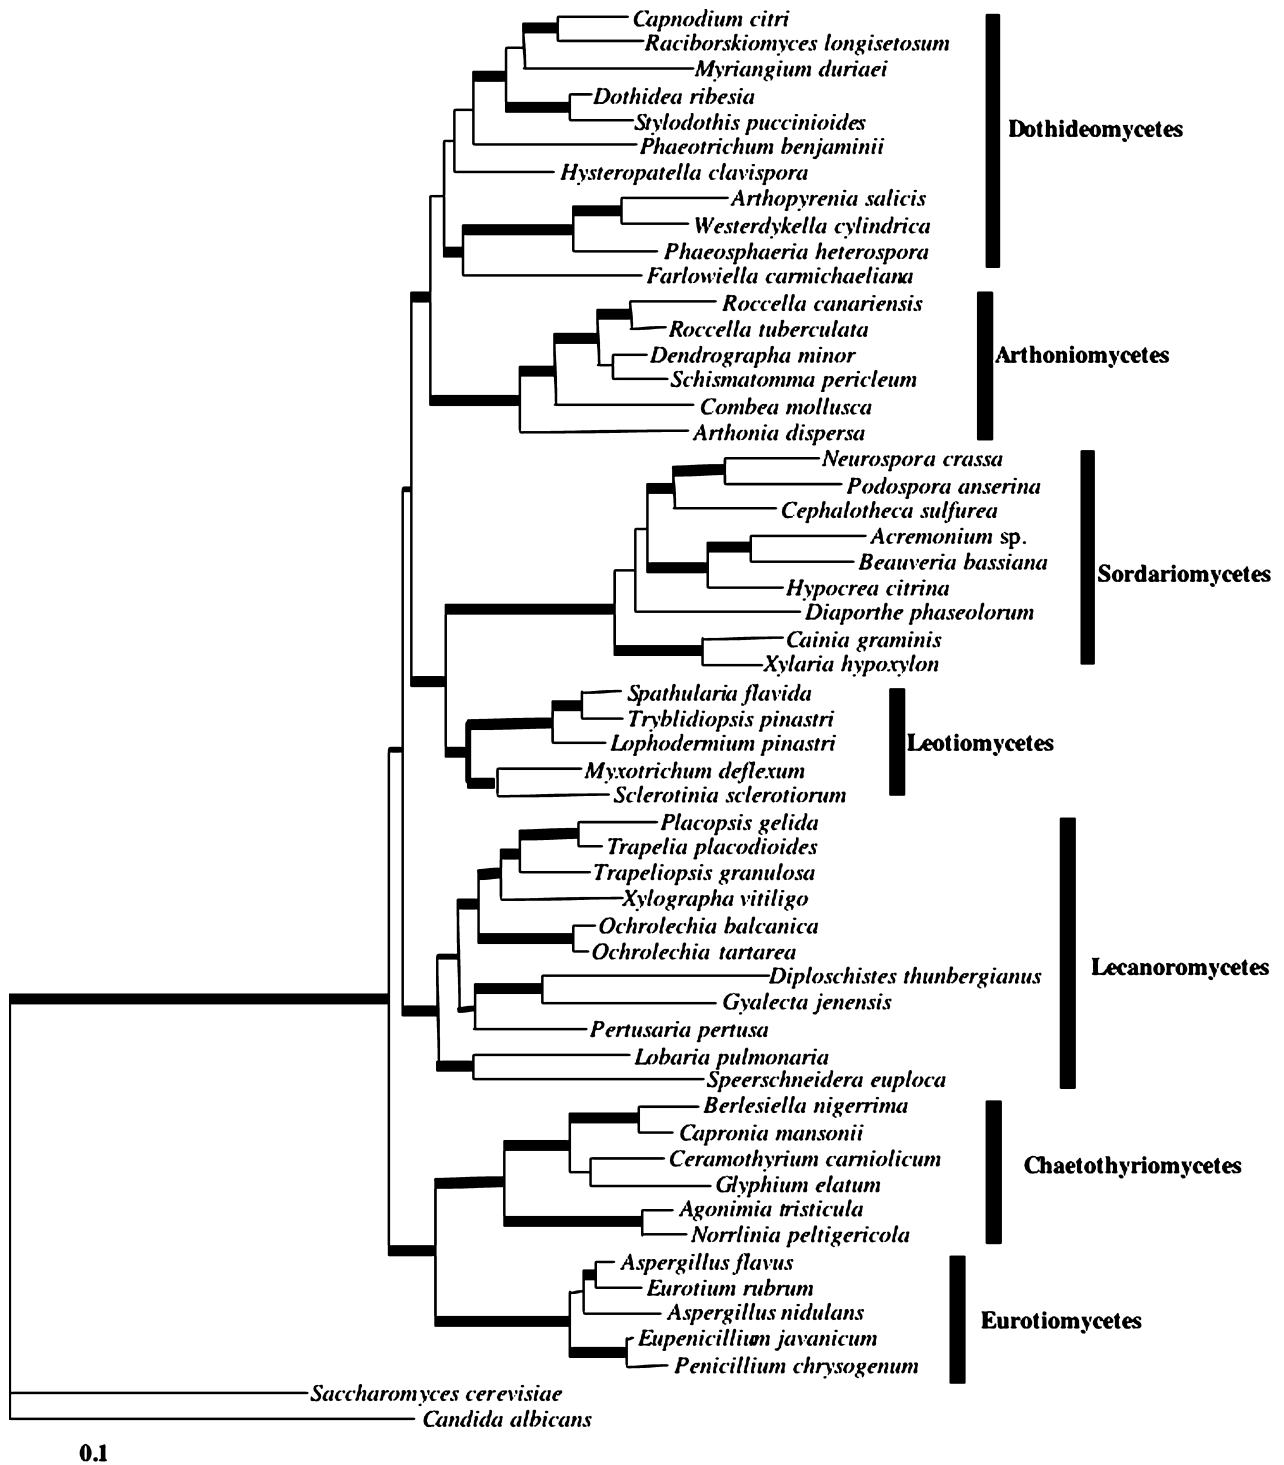 Capnodium citri
Raciborskiomyces longisetosum
Myriangium duriaei
Dothidea ribesia
Stylodothis puccinioides
Phaeotrichum benjaminii
Hysteropatella clavispora
Arthopyrenia salicis
Westerdykella cylindrica
Phaeosphaeria heterospora
Farlowiella carmichaeliana
Dothideomycetes
Roccella canariensis
Roccella tuberculata
Dendrographa minor
Schismatomma pericleum
Combea mollusca
Arthonia dispersa
Arthoniomycetes
Neurospora crassa
Podospora anserina
Cephalotheca sulfurea
Acremonium sp.
Beauveria bassiana
Hypocrea citrina
Diaporthe phaseolorum
Cainia graminis
Xylaria hypoxylon
Sordariomycetes
Spathularia flavida
Tryblidiopsis pinastri
Lophodermium pinastri
Myxotrichum deflexum
Sclerotinia sclerotiorum
Leotiomycetes
Placopsis gelida
Trapelia placodioides
Trapeliopsis granulosa
Xylographa vitiligo
Ochrolechia balcanica
Ochrolechia tartarea
Diploschistes thunbergianus
Gyalecta jenensis
Pertusaria pertusa
Lobaria pulmonaria
Speerschneidera euploca
Lecanoromycetes
Berlesiella nigerrima
Capronia mansonii
Ceramothyrium carniolicum
Glyphium elatum
Agonimia tristicula
Norrlinia peltigericola
Chaetothyriomycetes
Aspergillus flavus
Eurotium rubrum
Aspergillus nidulans
Eupenicillium javanicum
Penicillium chrysogenum
Eurotiomycetes
Saccharomyces cerevisiae
Candida albicans
0.1